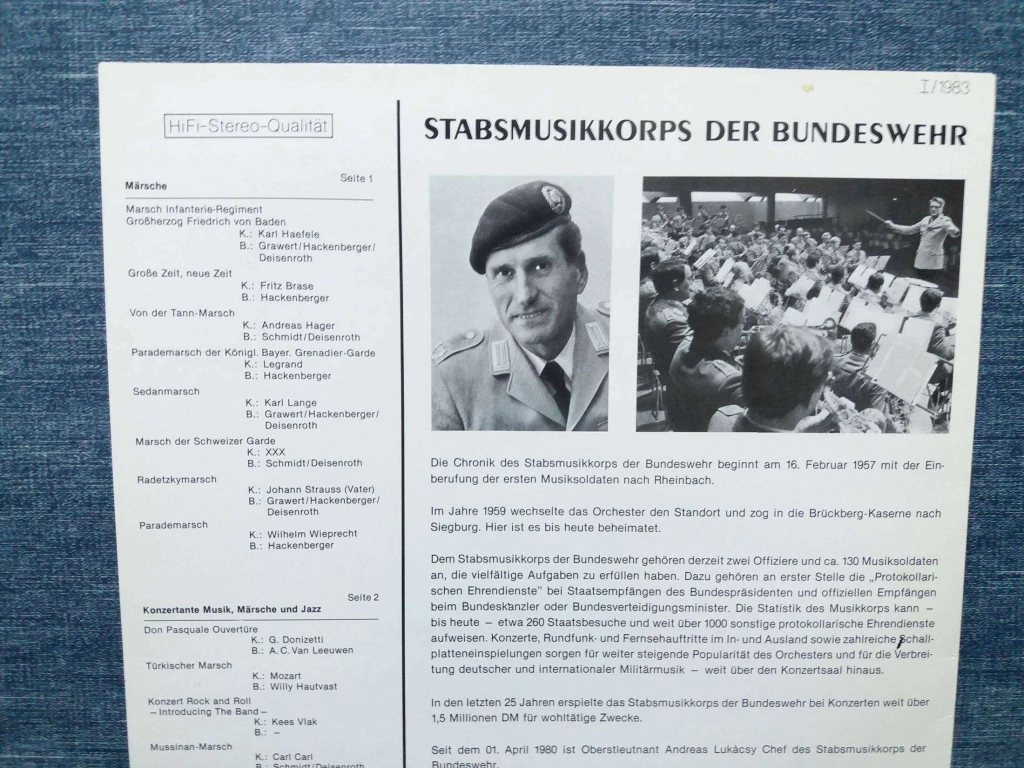 I/1983
HiFi-Stereo-Qualität
Seite 1
Märsche
Marsch Infanterie-Regiment
Großherzog Friedrich von Baden
K.: Karl Haefele
B.: Grawert/Hackenberger/
Deisenroth
Große Zeit, neue Zeit
K.: Fritz Brase
B.: Hackenberger
Von der Tann-Marsch
K.: Andreas Hager
B.: Schmidt/Deisenroth
Parademarsch der Königl. Bayer. Grenadier-Garde
K.: Legrand
B.: Hackenberger
Sedanmarsch
K.: Karl Lange
B.: Grawert/Hackenberger/
Deisenroth
Marsch der Schweizer Garde
K.: XXX
B.: Schmidt/Deisenroth
Radetzkymarsch
K.: Johann Strauss (Vater)
B.: Grawert/Hackenberger/
Deisenroth
Parademarsch
K.: Wilhelm Wieprecht
B.: Hackenberger
Seite 2
Konzertante Musik, Märsche und Jazz
Don Pasquale Ouvertüre
K.: G. Donizetti
B.: A.C. Van Leeuwen
Türkischer Marsch
K.: Mozart
B.: Willy Hautvast
Konzert Rock and Roll
– Introducing The Band –
K.: Kees Vlak
B.: –
Mussinan-Marsch
K.: Carl Carl
B.: Schmidt/Deisenroth
STABSMUSIKKORPS DER BUNDESWEHR
Die Chronik des Stabsmusikkorps der Bundeswehr beginnt am 16. Februar 1957 mit der Ein-
berufung der ersten Musiksoldaten nach Rheinbach.
Im Jahre 1959 wechselte das Orchester den Standort und zog in die Brückberg-Kaserne nach
Siegburg. Hier ist es bis heute beheimatet.
Dem Stabsmusikkorps der Bundeswehr gehören derzeit zwei Offiziere und ca. 130 Musiksoldaten
an, die vielfältige Aufgaben zu erfüllen haben. Dazu gehören an erster Stelle die „Protokollari-
schen Ehrendienste" bei Staatsempfängen des Bundespräsidenten und offiziellen Empfängen
beim Bundeskanzler oder Bundesverteidigungsminister. Die Statistik des Musikkorps kann –
bis heute – etwa 260 Staatsbesuche und weit über 1000 sonstige protokollarische Ehrendienste
aufweisen. Konzerte, Rundfunk- und Fernsehauftritte im In- und Ausland sowie zahlreiche Schall-
platteneinspielungen sorgen für weiter steigende Popularität des Orchesters und für die Verbrei-
tung deutscher und internationaler Militärmusik – weit über den Konzertsaal hinaus.
In den letzten 25 Jahren erspielte das Stabsmusikkorps der Bundeswehr bei Konzerten weit über
1,5 Millionen DM für wohltätige Zwecke.
Seit dem 01. April 1980 ist Oberstleutnant Andreas Lukácsy Chef des Stabsmusikkorps der
Bundeswehr.